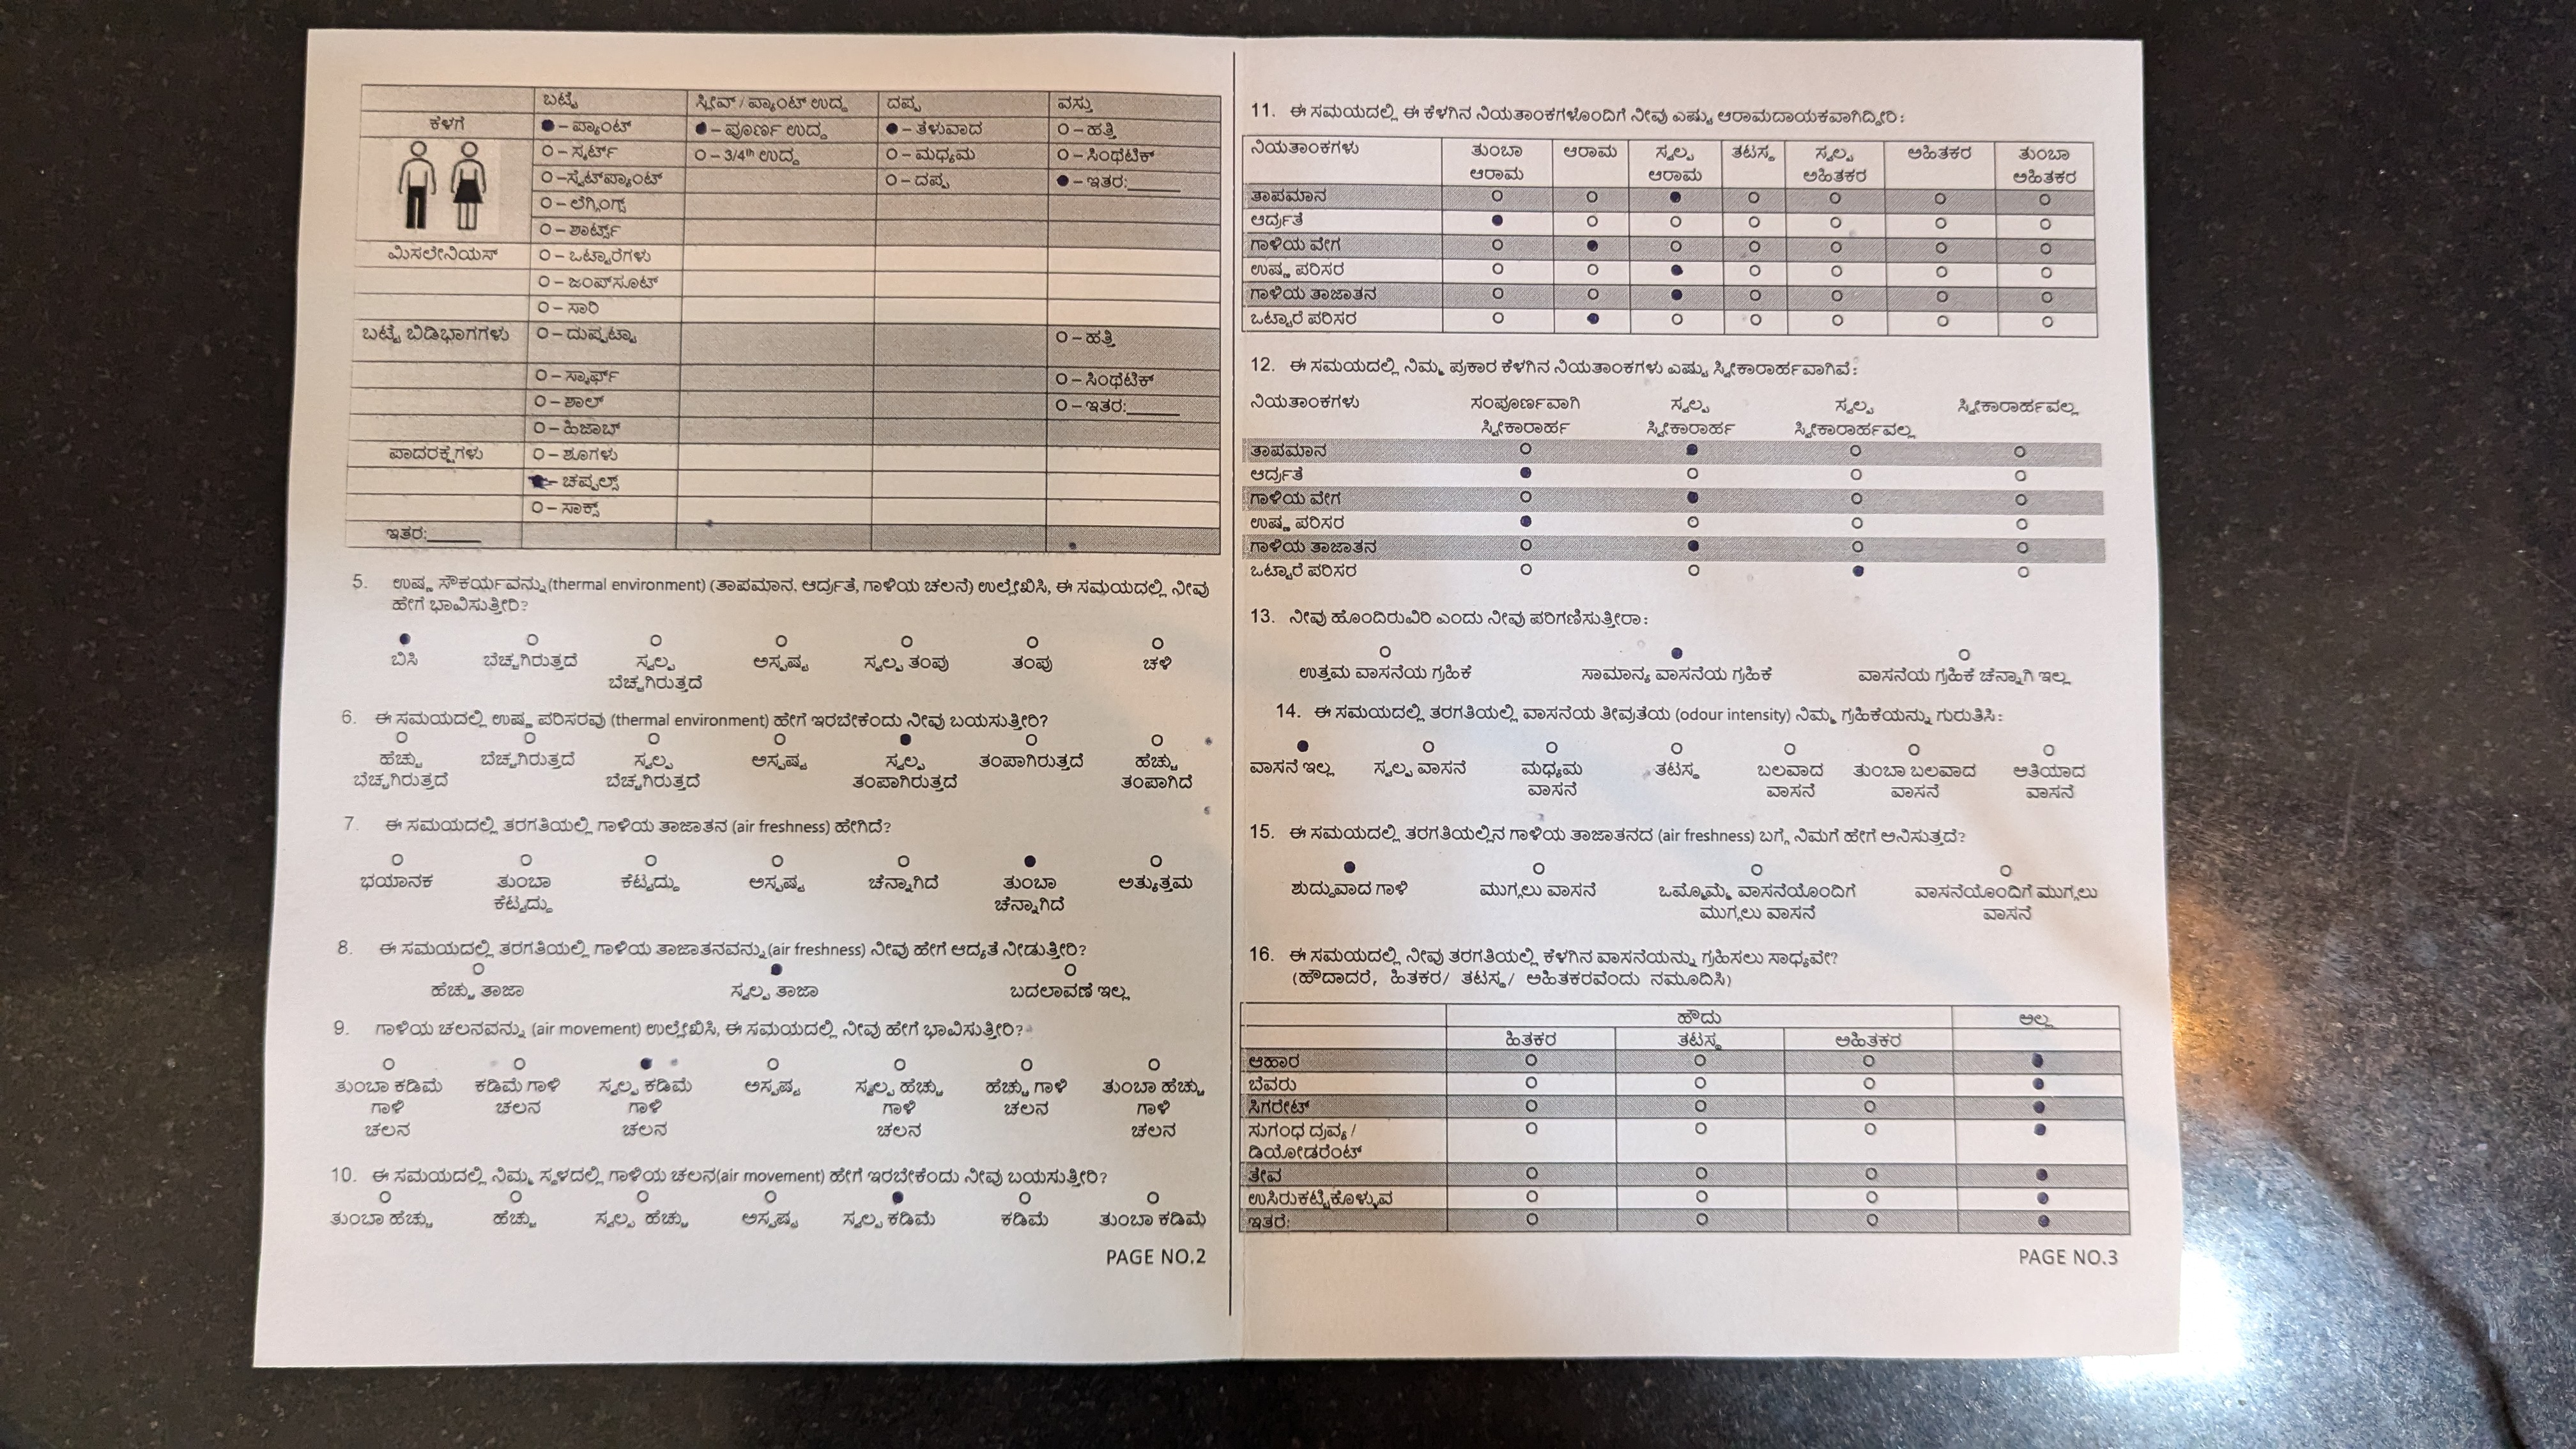 ಬಟ್ಟೆ ಸ್ಲೀವ್ / ಪ್ಯಾಂಟ್ ಉದ್ದ ದಪ್ಪ ವಸ್ತು
ಕೆಳಗೆ – ಪ್ಯಾಂಟ್ – ಪೂರ್ಣ ಉದ್ದ – ತೆಳುವಾದ – ಹತ್ತಿ
– ಸ್ಕರ್ಟ್ – 3/4th ಉದ್ದ – ಮಧ್ಯಮ – ಸಿಂಥೆಟಿಕ್
– ಸ್ವೆಟ್‌ಪ್ಯಾಂಟ್ – ದಪ್ಪ – ಇತರ:______
– ಲೆಗ್ಗಿಂಗ್ಸ್
– ಶಾರ್ಟ್ಸ್
ಮಿಸಲೇನಿಯಸ್ – ಒಟ್ಟಾರೆಗಳು
– ಜಂಪ್‌ಸೂಟ್
– ಸಾರಿ
ಬಟ್ಟೆ ಬಿಡಿಭಾಗಗಳು – ದುಪ್ಪಟ್ಟಾ – ಹತ್ತಿ
– ಸ್ಕಾರ್ಫ್ – ಸಿಂಥೆಟಿಕ್
– ಶಾಲ್ – ಇತರ:______
– ಹಿಜಾಬ್
ಪಾದರಕ್ಷೆಗಳು – ಶೂಗಳು
– ಚಪ್ಪಲ್ಸ್
– ಸಾಕ್ಸ್
ಇತರ:______
5. ಉಷ್ಣ ಸೌಕರ್ಯವನ್ನು (thermal environment) (ತಾಪಮಾನ, ಆರ್ದ್ರತೆ, ಗಾಳಿಯ ಚಲನೆ) ಉಲ್ಲೇಖಿಸಿ, ಈ ಸಮಯದಲ್ಲಿ ನೀವು
ಹೇಗೆ ಭಾವಿಸುತ್ತೀರಿ?
ಬಿಸಿ ಬೆಚ್ಚಗಿರುತ್ತದೆ ಸ್ವಲ್ಪ ಅಸ್ಪಷ್ಟ ಸ್ವಲ್ಪ ತಂಪು ತಂಪು ಚಳಿ
ಬೆಚ್ಚಗಿರುತ್ತದೆ
6. ಈ ಸಮಯದಲ್ಲಿ ಉಷ್ಣ ಪರಿಸರವು (thermal environment) ಹೇಗೆ ಇರಬೇಕೆಂದು ನೀವು ಬಯಸುತ್ತೀರಿ?
ಹೆಚ್ಚು ಬೆಚ್ಚಗಿರುತ್ತದೆ ಸ್ವಲ್ಪ ಅಸ್ಪಷ್ಟ ಸ್ವಲ್ಪ ತಂಪಾಗಿರುತ್ತದೆ ಹೆಚ್ಚು
ಬೆಚ್ಚಗಿರುತ್ತದೆ ಬೆಚ್ಚಗಿರುತ್ತದೆ ತಂಪಾಗಿರುತ್ತದೆ ತಂಪಾಗಿದೆ
7. ಈ ಸಮಯದಲ್ಲಿ ತರಗತಿಯಲ್ಲಿ ಗಾಳಿಯ ತಾಜಾತನ (air freshness) ಹೇಗಿದೆ?
ಭಯಾನಕ ತುಂಬಾ ಕೆಟ್ಟದ್ದು ಅಸ್ಪಷ್ಟ ಚೆನ್ನಾಗಿದೆ ತುಂಬಾ ಅತ್ಯುತ್ತಮ
ಕೆಟ್ಟದ್ದು ಚೆನ್ನಾಗಿದೆ
8. ಈ ಸಮಯದಲ್ಲಿ ತರಗತಿಯಲ್ಲಿ ಗಾಳಿಯ ತಾಜಾತನವನ್ನು (air freshness) ನೀವು ಹೇಗೆ ಆದ್ಯತೆ ನೀಡುತ್ತೀರಿ?
ಹೆಚ್ಚು ತಾಜಾ ಸ್ವಲ್ಪ ತಾಜಾ ಬದಲಾವಣೆ ಇಲ್ಲ
9. ಗಾಳಿಯ ಚಲನವನ್ನು (air movement) ಉಲ್ಲೇಖಿಸಿ, ಈ ಸಮಯದಲ್ಲಿ ನೀವು ಹೇಗೆ ಭಾವಿಸುತ್ತೀರಿ?
ತುಂಬಾ ಕಡಿಮೆ ಕಡಿಮೆ ಗಾಳಿ ಸ್ವಲ್ಪ ಕಡಿಮೆ ಅಸ್ಪಷ್ಟ ಸ್ವಲ್ಪ ಹೆಚ್ಚು ಹೆಚ್ಚು ಗಾಳಿ ತುಂಬಾ ಹೆಚ್ಚು
ಗಾಳಿ ಚಲನ ಗಾಳಿ ಗಾಳಿ ಚಲನ ಗಾಳಿ
ಚಲನ ಚಲನ ಚಲನ ಚಲನ
10. ಈ ಸಮಯದಲ್ಲಿ ನಿಮ್ಮ ಸ್ಥಳದಲ್ಲಿ ಗಾಳಿಯ ಚಲನ(air movement) ಹೇಗೆ ಇರಬೇಕೆಂದು ನೀವು ಬಯಸುತ್ತೀರಿ?
ತುಂಬಾ ಹೆಚ್ಚು ಹೆಚ್ಚು ಸ್ವಲ್ಪ ಹೆಚ್ಚು ಅಸ್ಪಷ್ಟ ಸ್ವಲ್ಪ ಕಡಿಮೆ ಕಡಿಮೆ ತುಂಬಾ ಕಡಿಮೆ
PAGE NO.2
11. ಈ ಸಮಯದಲ್ಲಿ ಈ ಕೆಳಗಿನ ನಿಯತಾಂಕಗಳೊಂದಿಗೆ ನೀವು ಎಷ್ಟು ಆರಾಮದಾಯಕವಾಗಿದ್ದೀರಿ:
ನಿಯತಾಂಕಗಳು ತುಂಬಾ ಆರಾಮ ಸ್ವಲ್ಪ ತಟಸ್ಥ ಸ್ವಲ್ಪ ಅಹಿತಕರ ತುಂಬಾ
ಆರಾಮ ಆರಾಮ ಅಹಿತಕರ ಅಹಿತಕರ
ತಾಪಮಾನ
ಆರ್ದ್ರತೆ
ಗಾಳಿಯ ವೇಗ
ಉಷ್ಣ ಪರಿಸರ
ಗಾಳಿಯ ತಾಜಾತನ
ಒಟ್ಟಾರೆ ಪರಿಸರ
12. ಈ ಸಮಯದಲ್ಲಿ ನಿಮ್ಮ ಪ್ರಕಾರ ಕೆಳಗಿನ ನಿಯತಾಂಕಗಳು ಎಷ್ಟು ಸ್ವೀಕಾರಾರ್ಹವಾಗಿವೆ:
ನಿಯತಾಂಕಗಳು ಸಂಪೂರ್ಣವಾಗಿ ಸ್ವಲ್ಪ ಸ್ವಲ್ಪ ಸ್ವೀಕಾರಾರ್ಹವಲ್ಲ
ಸ್ವೀಕಾರಾರ್ಹ ಸ್ವೀಕಾರಾರ್ಹ ಸ್ವೀಕಾರಾರ್ಹವಲ್ಲ
ತಾಪಮಾನ
ಆರ್ದ್ರತೆ
ಗಾಳಿಯ ವೇಗ
ಉಷ್ಣ ಪರಿಸರ
ಗಾಳಿಯ ತಾಜಾತನ
ಒಟ್ಟಾರೆ ಪರಿಸರ
13. ನೀವು ಹೊಂದಿರುವಿರಿ ಎಂದು ನೀವು ಪರಿಗಣಿಸುತ್ತೀರಾ:
ಉತ್ತಮ ವಾಸನೆಯ ಗ್ರಹಿಕೆ ಸಾಮಾನ್ಯ ವಾಸನೆಯ ಗ್ರಹಿಕೆ ವಾಸನೆಯ ಗ್ರಹಿಕೆ ಚೆನ್ನಾಗಿ ಇಲ್ಲ
14. ಈ ಸಮಯದಲ್ಲಿ ತರಗತಿಯಲ್ಲಿ ವಾಸನೆಯ ತೀವ್ರತೆಯ (odour intensity) ನಿಮ್ಮ ಗ್ರಹಿಕೆಯನ್ನು ಗುರುತಿಸಿ:
ವಾಸನೆ ಇಲ್ಲ ಸ್ವಲ್ಪ ವಾಸನೆ ಮಧ್ಯಮ ತಟಸ್ಥ ಬಲವಾದ ತುಂಬಾ ಬಲವಾದ ಅತಿಯಾದ
ವಾಸನೆ ವಾಸನೆ ವಾಸನೆ ವಾಸನೆ
15. ಈ ಸಮಯದಲ್ಲಿ ತರಗತಿಯಲ್ಲಿನ ಗಾಳಿಯ ತಾಜಾತನದ (air freshness) ಬಗ್ಗೆ ನಿಮಗೆ ಹೇಗೆ ಅನಿಸುತ್ತದೆ?
ಶುದ್ಧವಾದ ಗಾಳಿ ಮುಗ್ಗಲು ವಾಸನೆ ಒಮ್ಮೊಮ್ಮೆ ವಾಸನೆಯೊಂದಿಗೆ ವಾಸನೆಯೊಂದಿಗೆ ಮುಗ್ಗಲು
ಮುಗ್ಗಲು ವಾಸನೆ ವಾಸನೆ
16. ಈ ಸಮಯದಲ್ಲಿ ನೀವು ತರಗತಿಯಲ್ಲಿ ಕೆಳಗಿನ ವಾಸನೆಯನ್ನು ಗ್ರಹಿಸಲು ಸಾಧ್ಯವೇ?
(ಹೌದಾದರೆ, ಹಿತಕರ/ ತಟಸ್ಥ/ ಅಹಿತಕರವೆಂದು ನಮೂದಿಸಿ)
ಹೌದು ಅಲ್ಲ
ಹಿತಕರ ತಟಸ್ಥ ಅಹಿತಕರ
ಆಹಾರ
ಬೆವರು
ಸಿಗರೇಟ್
ಸುಗಂಧ ದ್ರವ್ಯ /
ಡಿಯೋಡರೆಂಟ್
ತೇವ
ಉಸಿರುಕಟ್ಟಿಕೊಳ್ಳುವ
ಇತರೆ:
PAGE NO.3